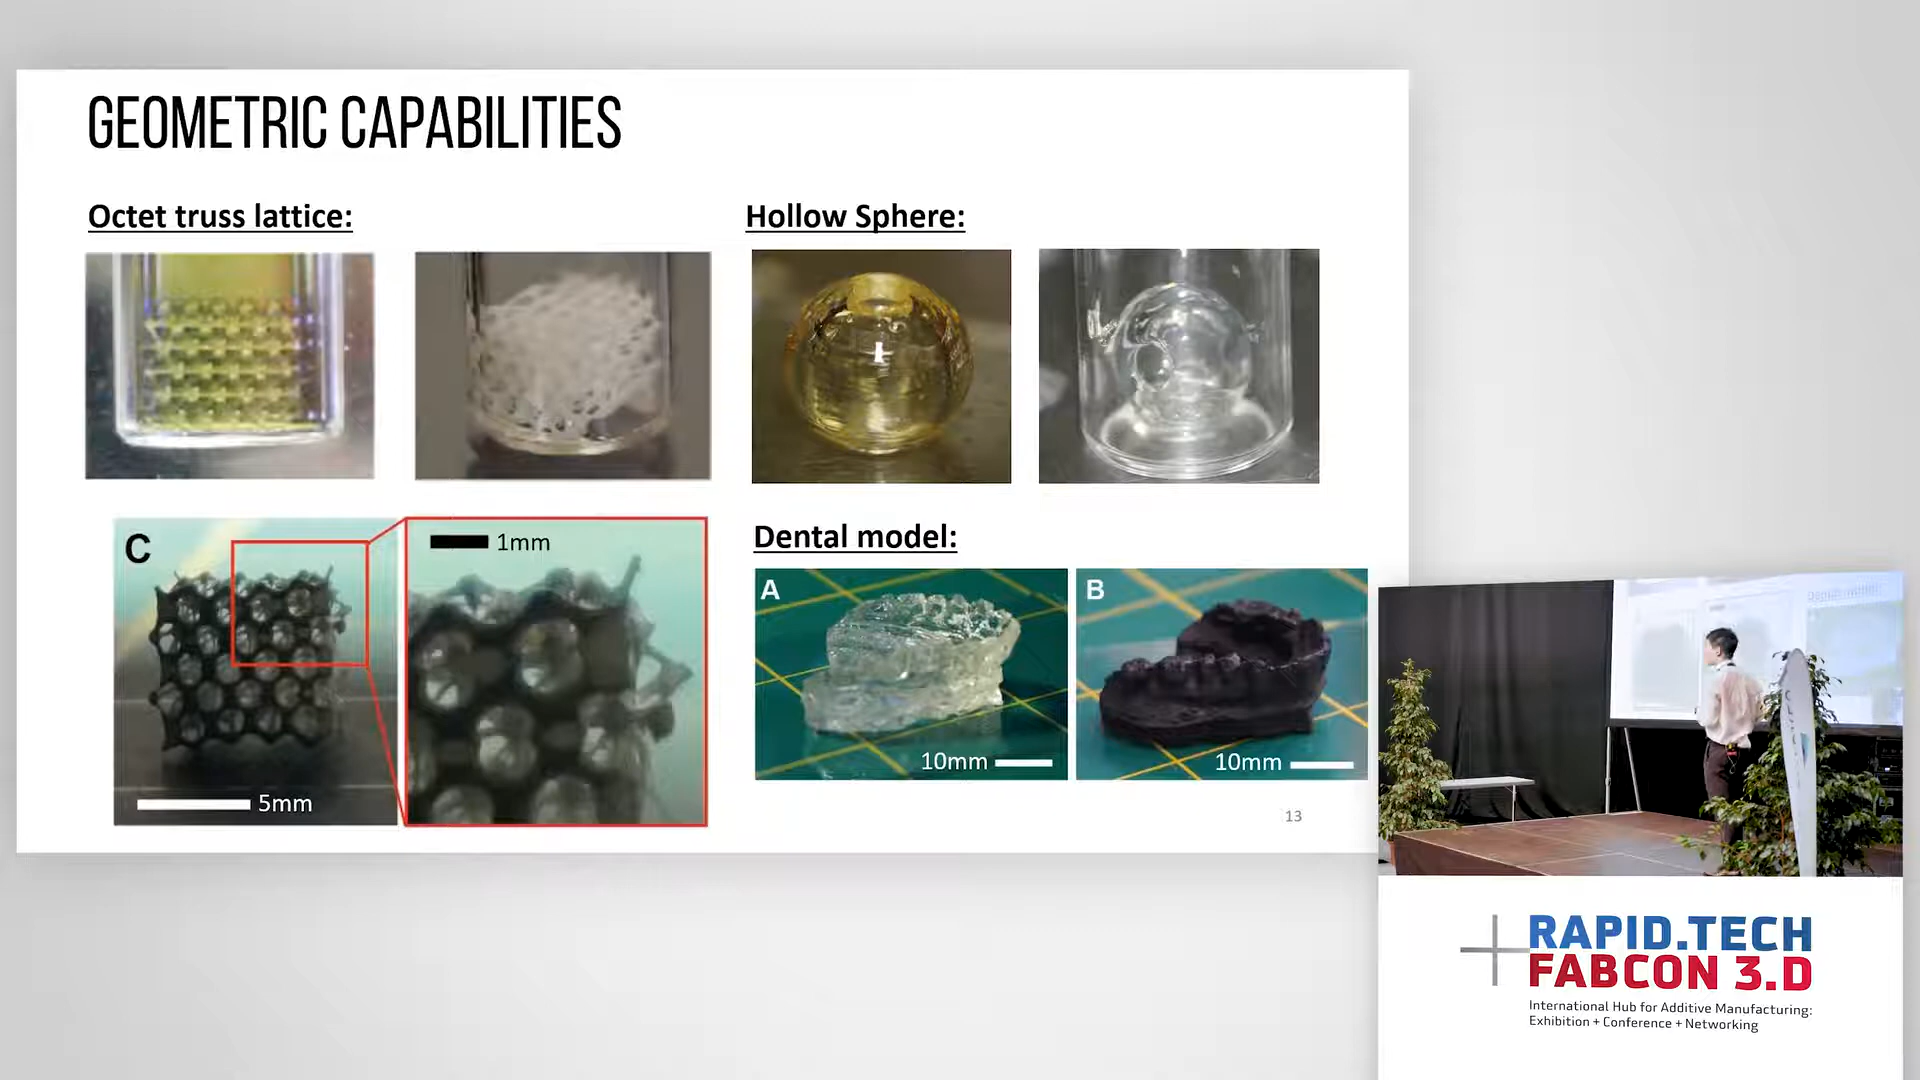 GEOMETRIC CAPABILITIES
Octet truss lattice:
Hollow Sphere:
C
1mm
5mm
Dental model:
A
10mm
B
10mm
13
RAPID.TECH
FABCON 3.D
International Hub for Additive Manufacturing:
Exhibition + Conference + Networking